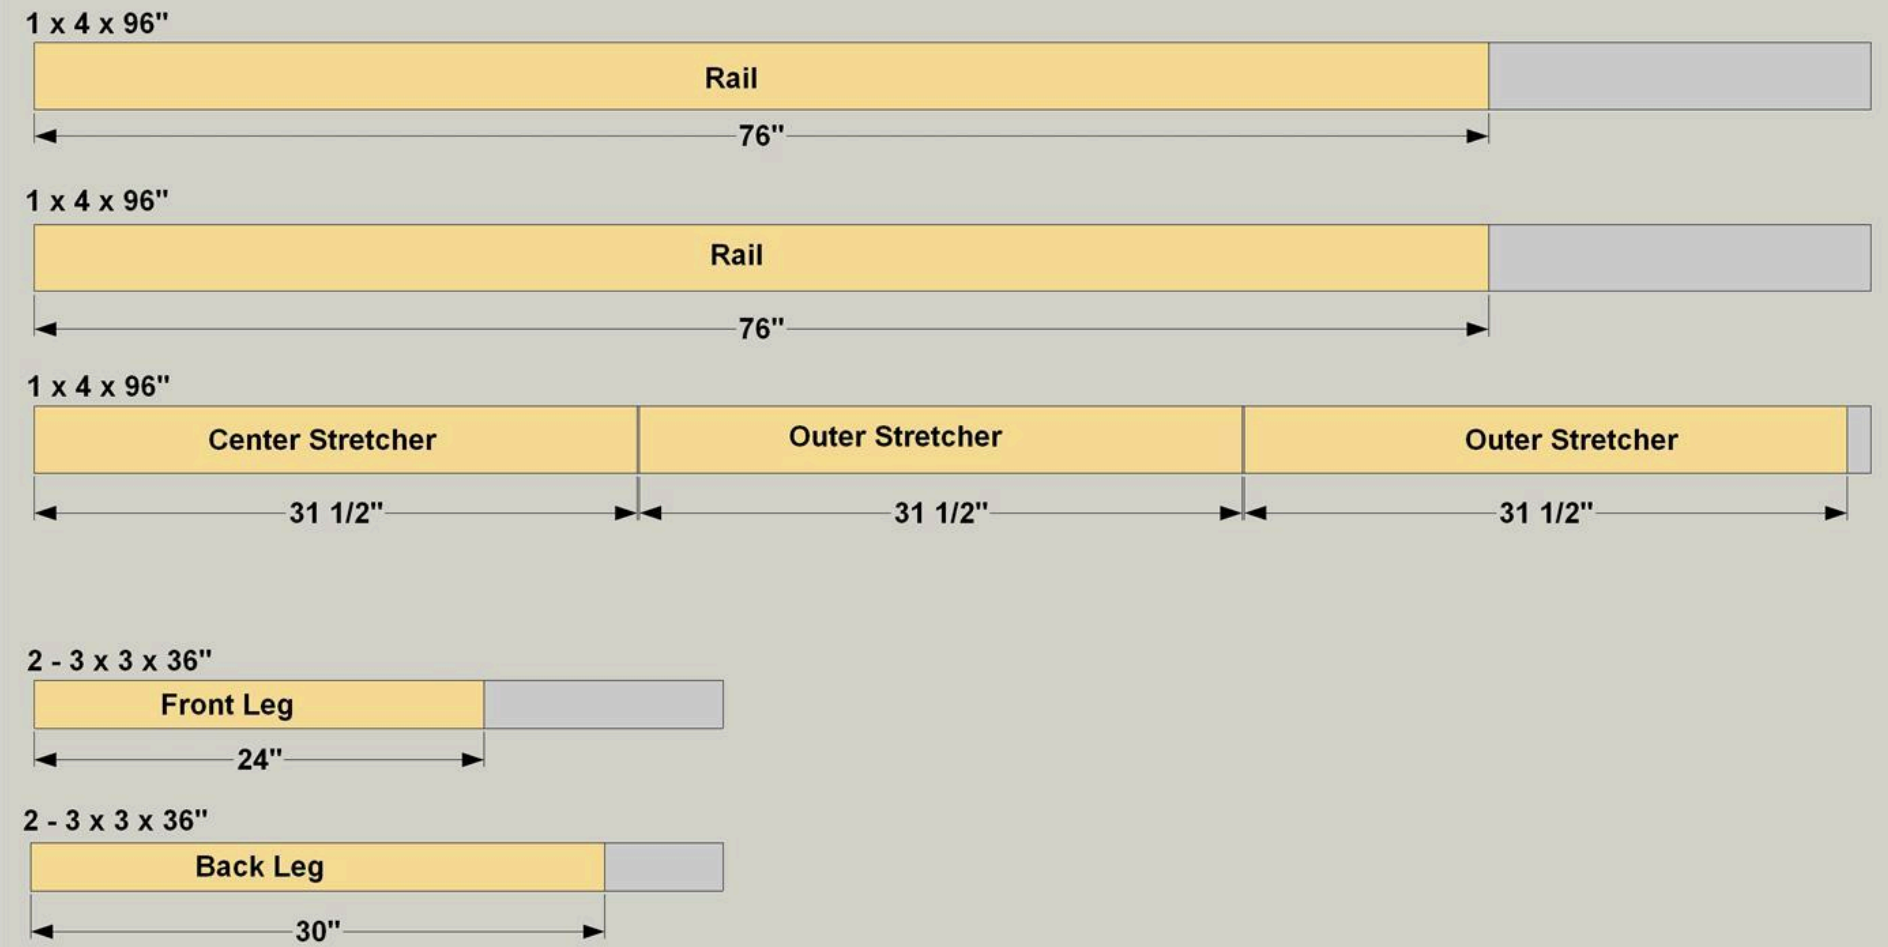 1 x 4 x 96"
Rail
76"
1 x 4 x 96"
Rail
76"
1 x 4 x 96"
Center Stretcher Outer Stretcher Outer Stretcher
31 1/2" 31 1/2" 31 1/2"
2 - 3 x 3 x 36"
Front Leg
24"
2 - 3 x 3 x 36"
Back Leg
30"